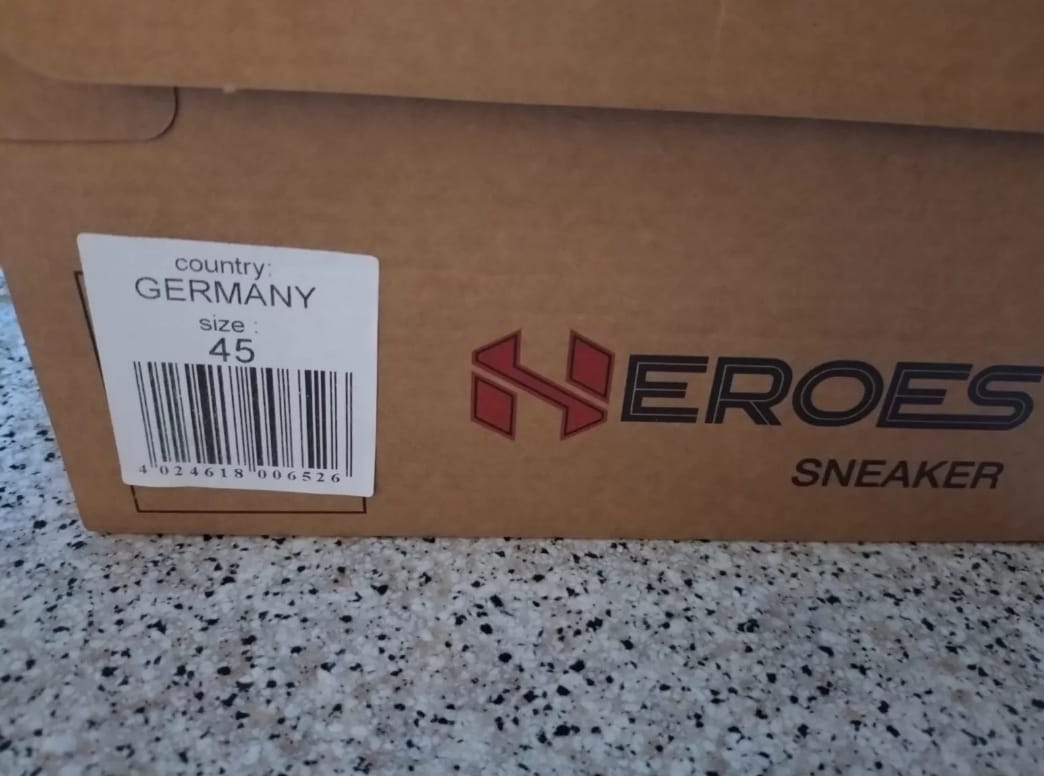 country:
GERMANY
size :
45
4 024618 006526
HEROES
SNEAKER